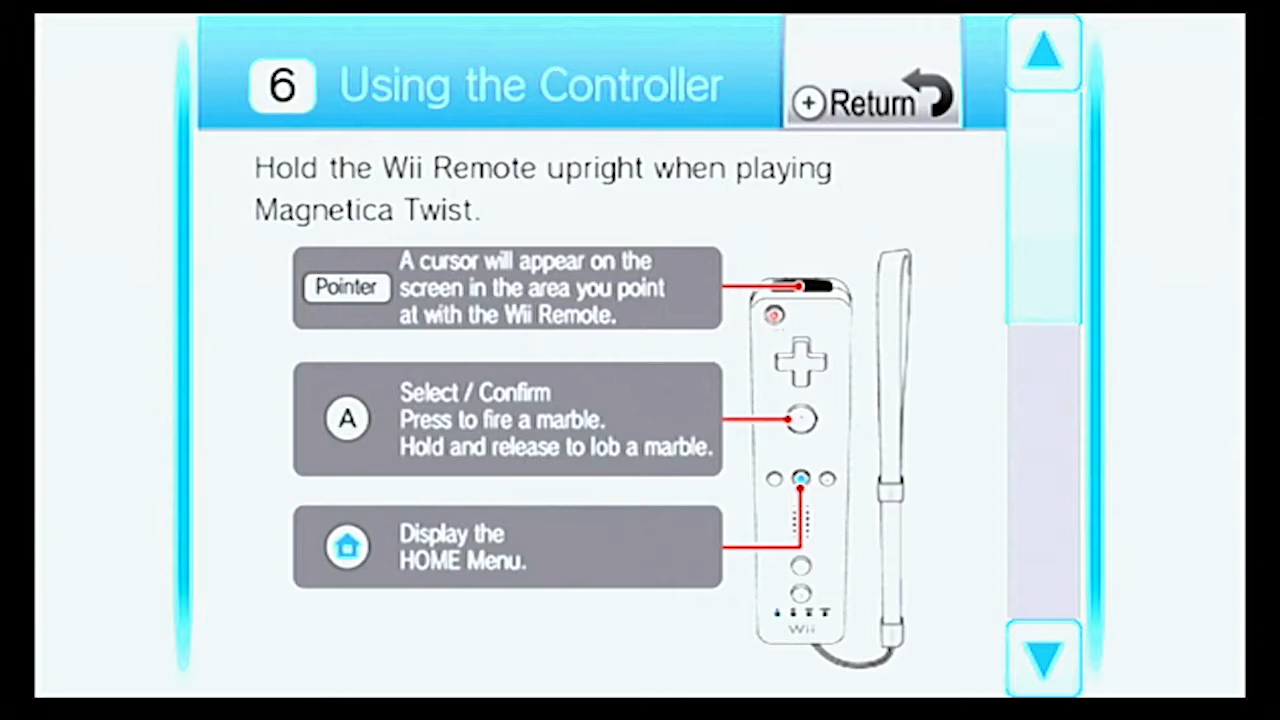 6 Using the Controller
+ Return
Hold the Wii Remote upright when playing
Magnetica Twist.
Pointer
A cursor will appear on the
screen in the area you point
at with the Wii Remote.
A
Select / Confirm
Press to fire a marble.
Hold and release to lob a marble.
Display the
HOME Menu.
Wii